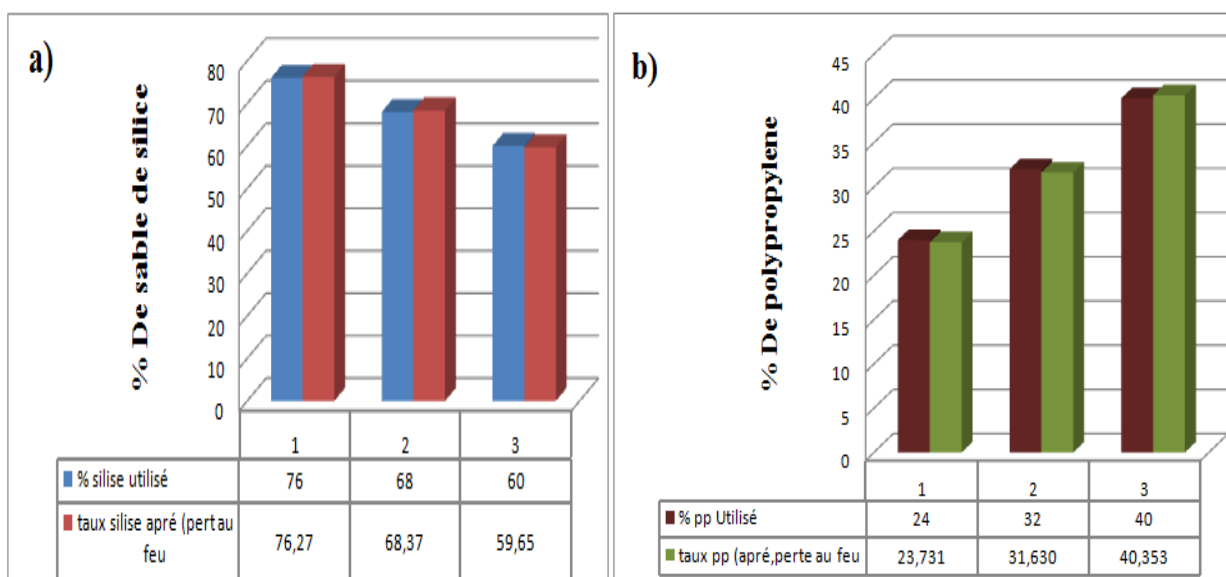 a)
% De sable de silice
80
70
60
50
40
30
20
10
0
1 2 3
% silise utilisé 76 68 60
taux silise apré (pert au
feu 76,27 68,37 59,65
b)
% De polypropylene
45
40
35
30
25
20
15
10
5
0
1 2 3
% pp Utilisé 24 32 40
taux pp (apré,perte au feu 23,731 31,630 40,353